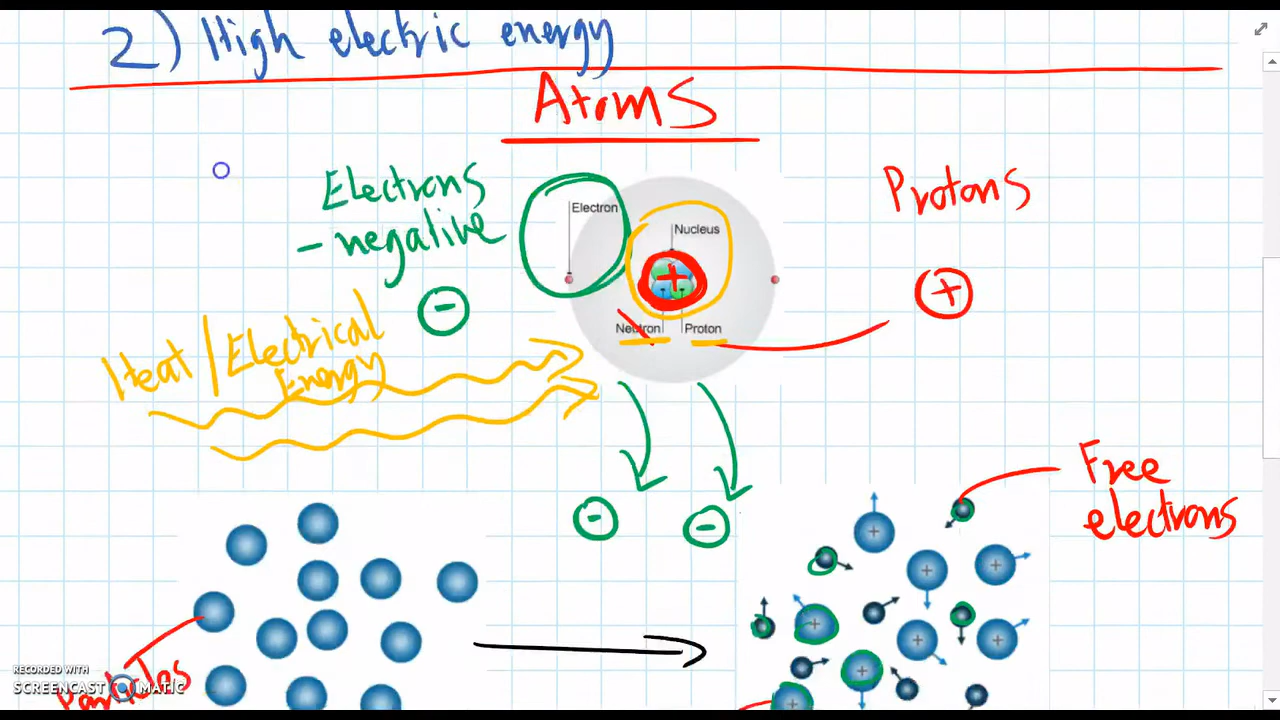 2) High electric energy
Atoms
Electrons
- negative
Electron
Nucleus
Neutron
Proton
Protons
+
+
-
Heat / Electrical
Energy
-
-
Free
electrons
Particles
RECORDED WITH
SCREENCAST MATIC